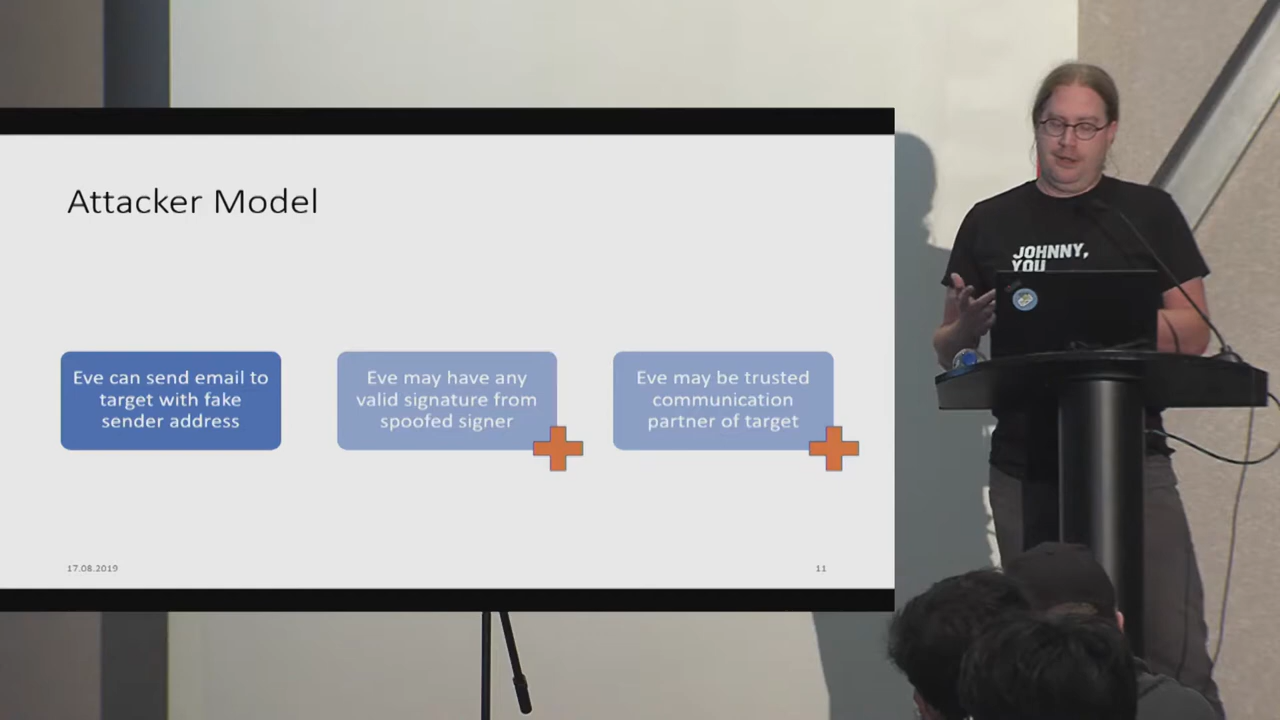 Attacker Model
Eve can send email to
target with fake
sender address
Eve may have any
valid signature from
spoofed signer
Eve may be trusted
communication
partner of target
17.08.2019
11
JOHNNY,
YOU